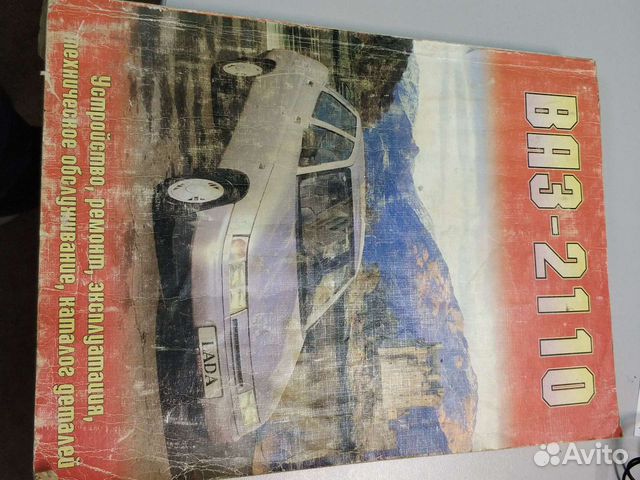 ВАЗ-2110
LADA
Устройство, ремонт, эксплуатация,
техническое обслуживание, каталог деталей
Avito